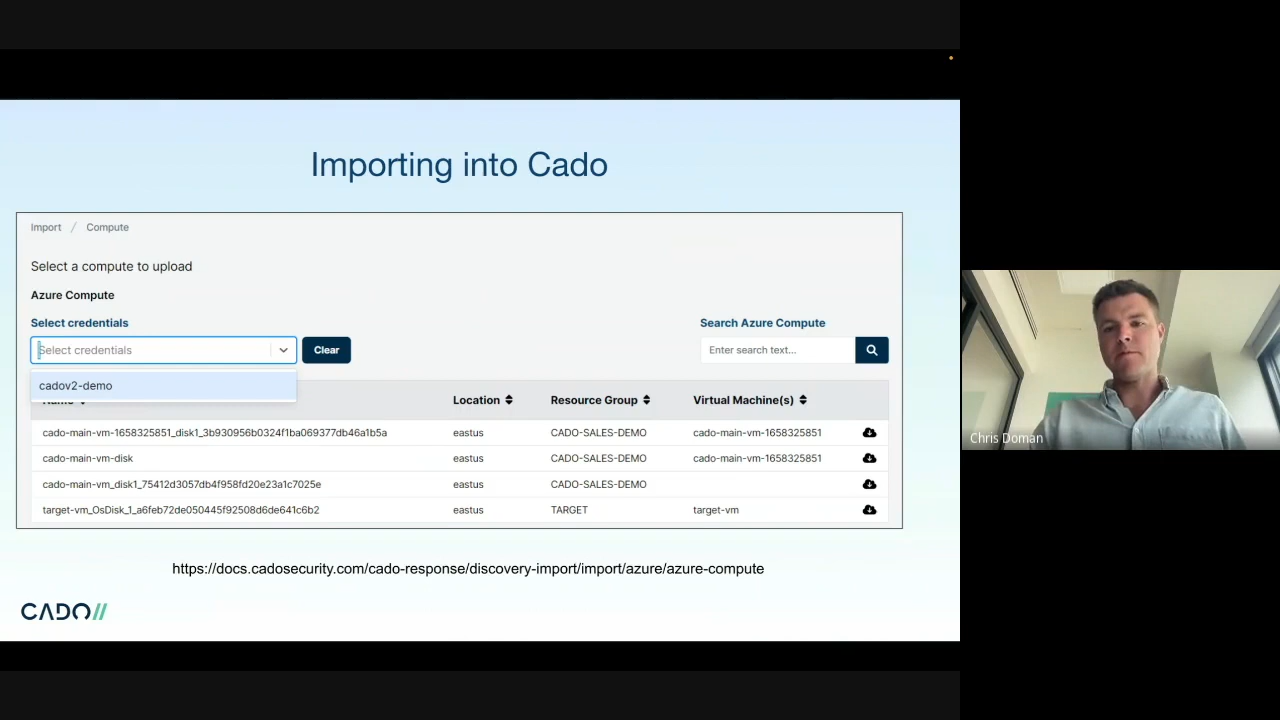 Importing into Cado
Import / Compute
Select a compute to upload
Azure Compute
Select credentials
Search Azure Compute
Select credentials
Clear
Enter search text...
cadov2-demo
Name Location Resource Group Virtual Machine(s)
cado-main-vm-1658325851_disk1_3b930956b0324f1ba069377db46a1b5a eastus CADO-SALES-DEMO cado-main-vm-1658325851
cado-main-vm-disk eastus CADO-SALES-DEMO cado-main-vm-1658325851
cado-main-vm_disk1_75412d3057db4f958fd20e23a1c7025e eastus CADO-SALES-DEMO
target-vm_OsDisk_1_a6feb72de050445f92508d6de641c6b2 eastus TARGET target-vm
https://docs.cadosecurity.com/cado-response/discovery-import/import/azure/azure-compute
CADO//
Chris Doman